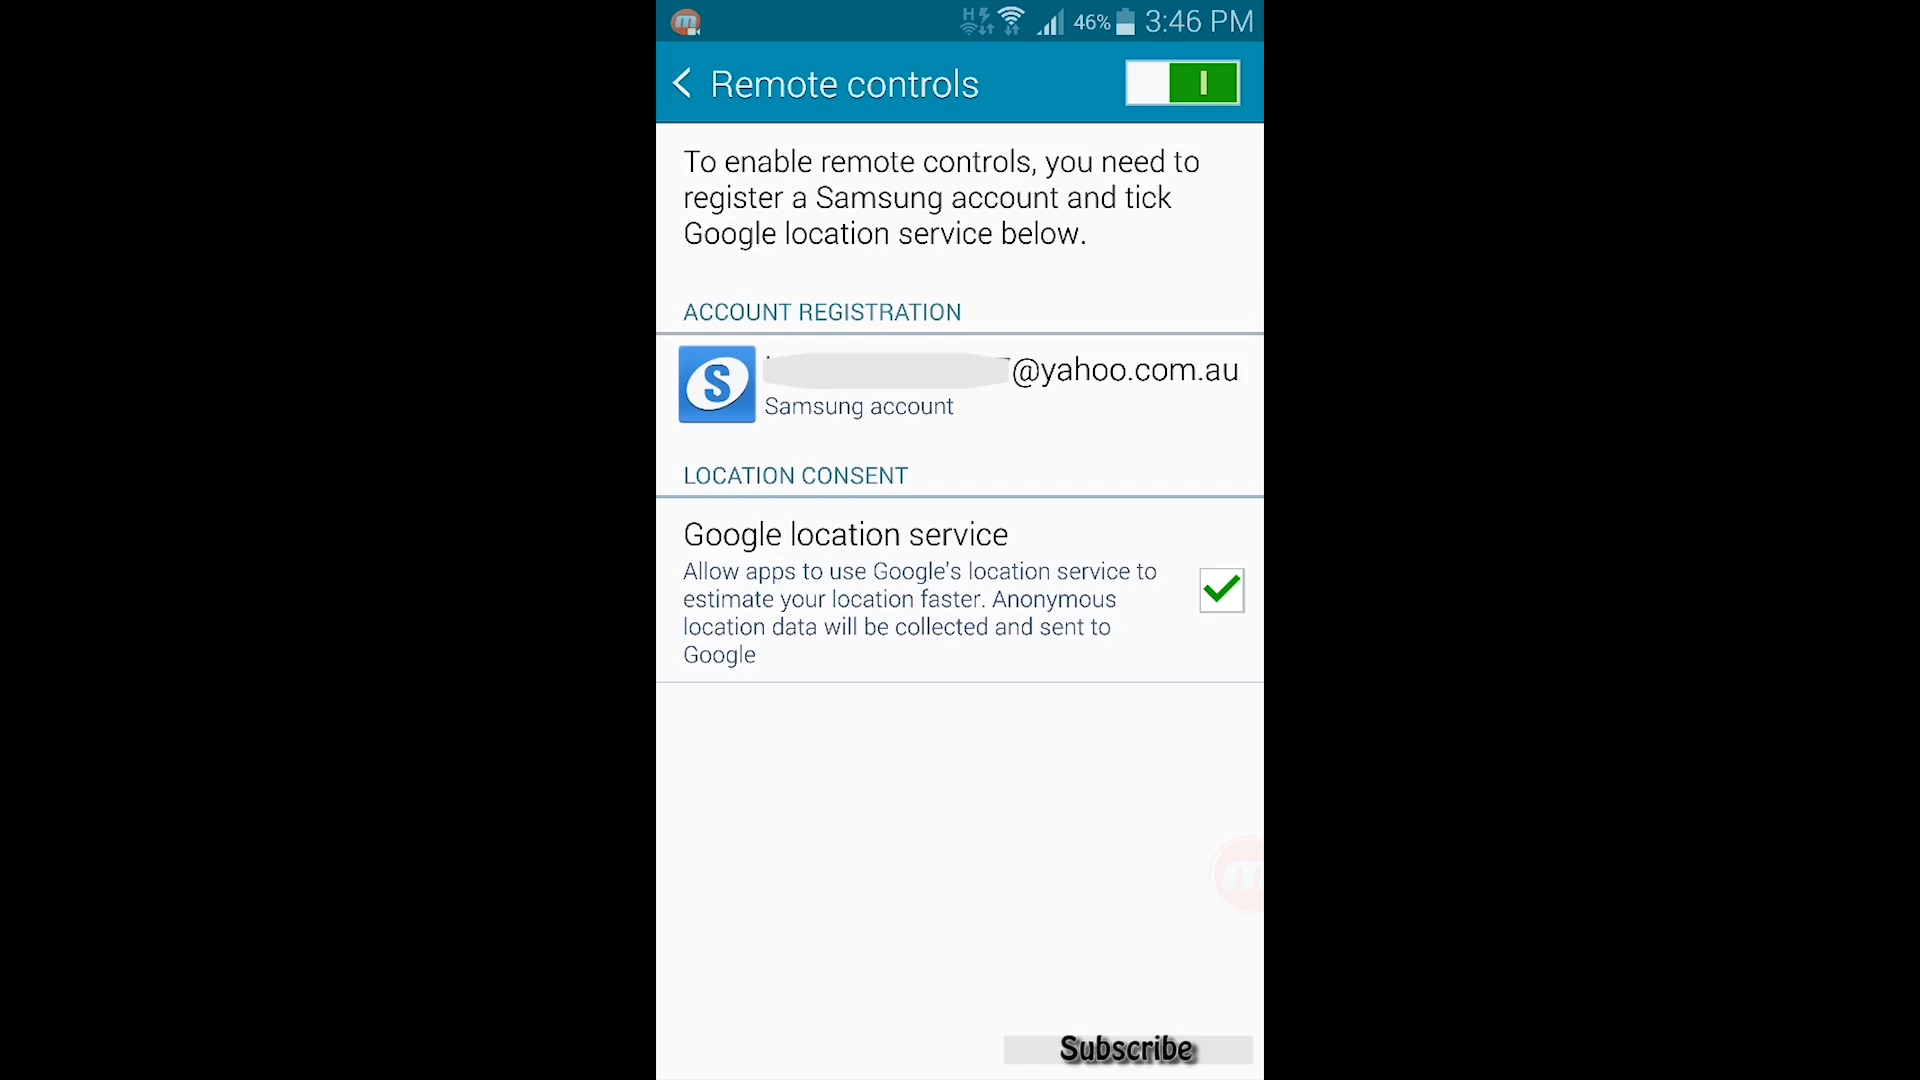 46% 3:46 PM
Remote controls
To enable remote controls, you need to
register a Samsung account and tick
Google location service below.
ACCOUNT REGISTRATION
@yahoo.com.au
Samsung account
LOCATION CONSENT
Google location service
Allow apps to use Google's location service to
estimate your location faster. Anonymous
location data will be collected and sent to
Google
Subscribe